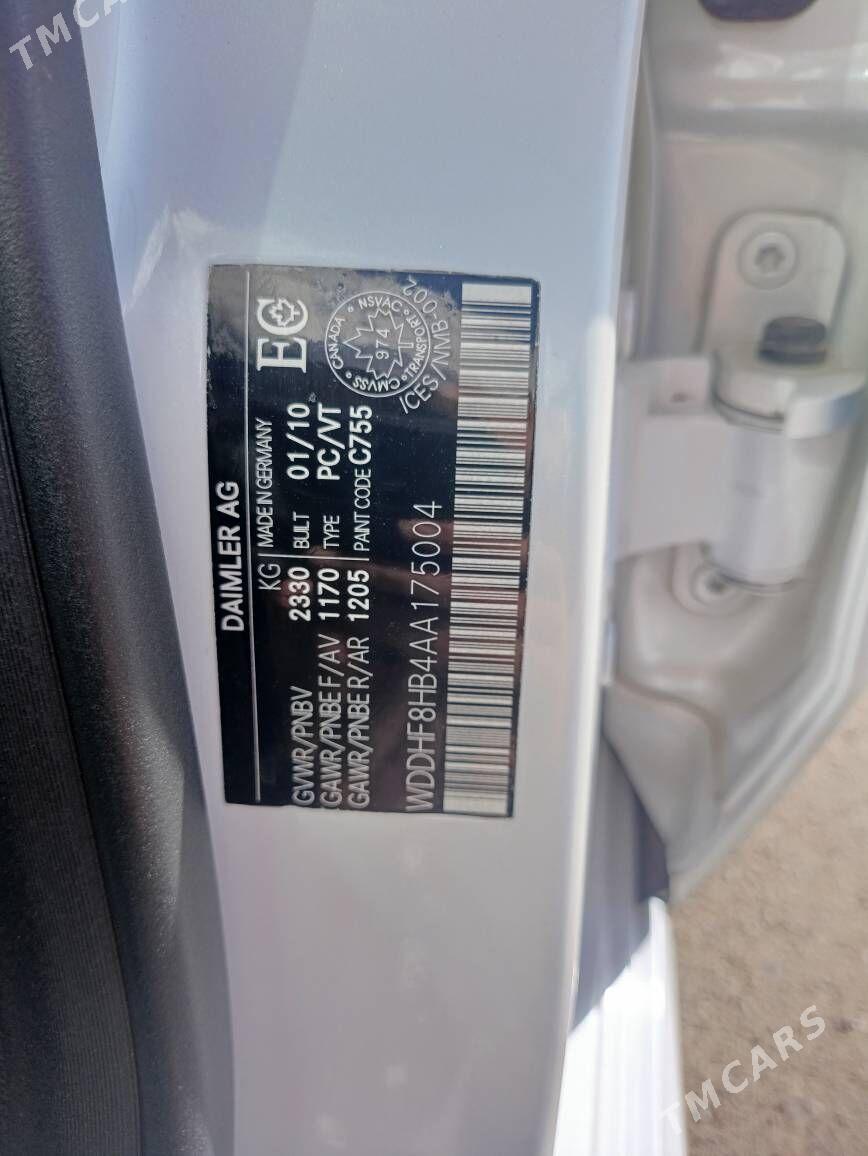 TMCARS
DAIMLER AG
KG MADE IN GERMANY
GVWR/PNBV 2330 BUILT 01/10
GAWR/PNBE F/AV 1170 TYPE PC/VT
GAWR/PNBE R/AR 1205 PAINT CODE C755
EC
CANADA NSVAC TRANSPORT CMVSS
974
/CES/NMB-002
WDDHF8HB4AA175004
TMCARS